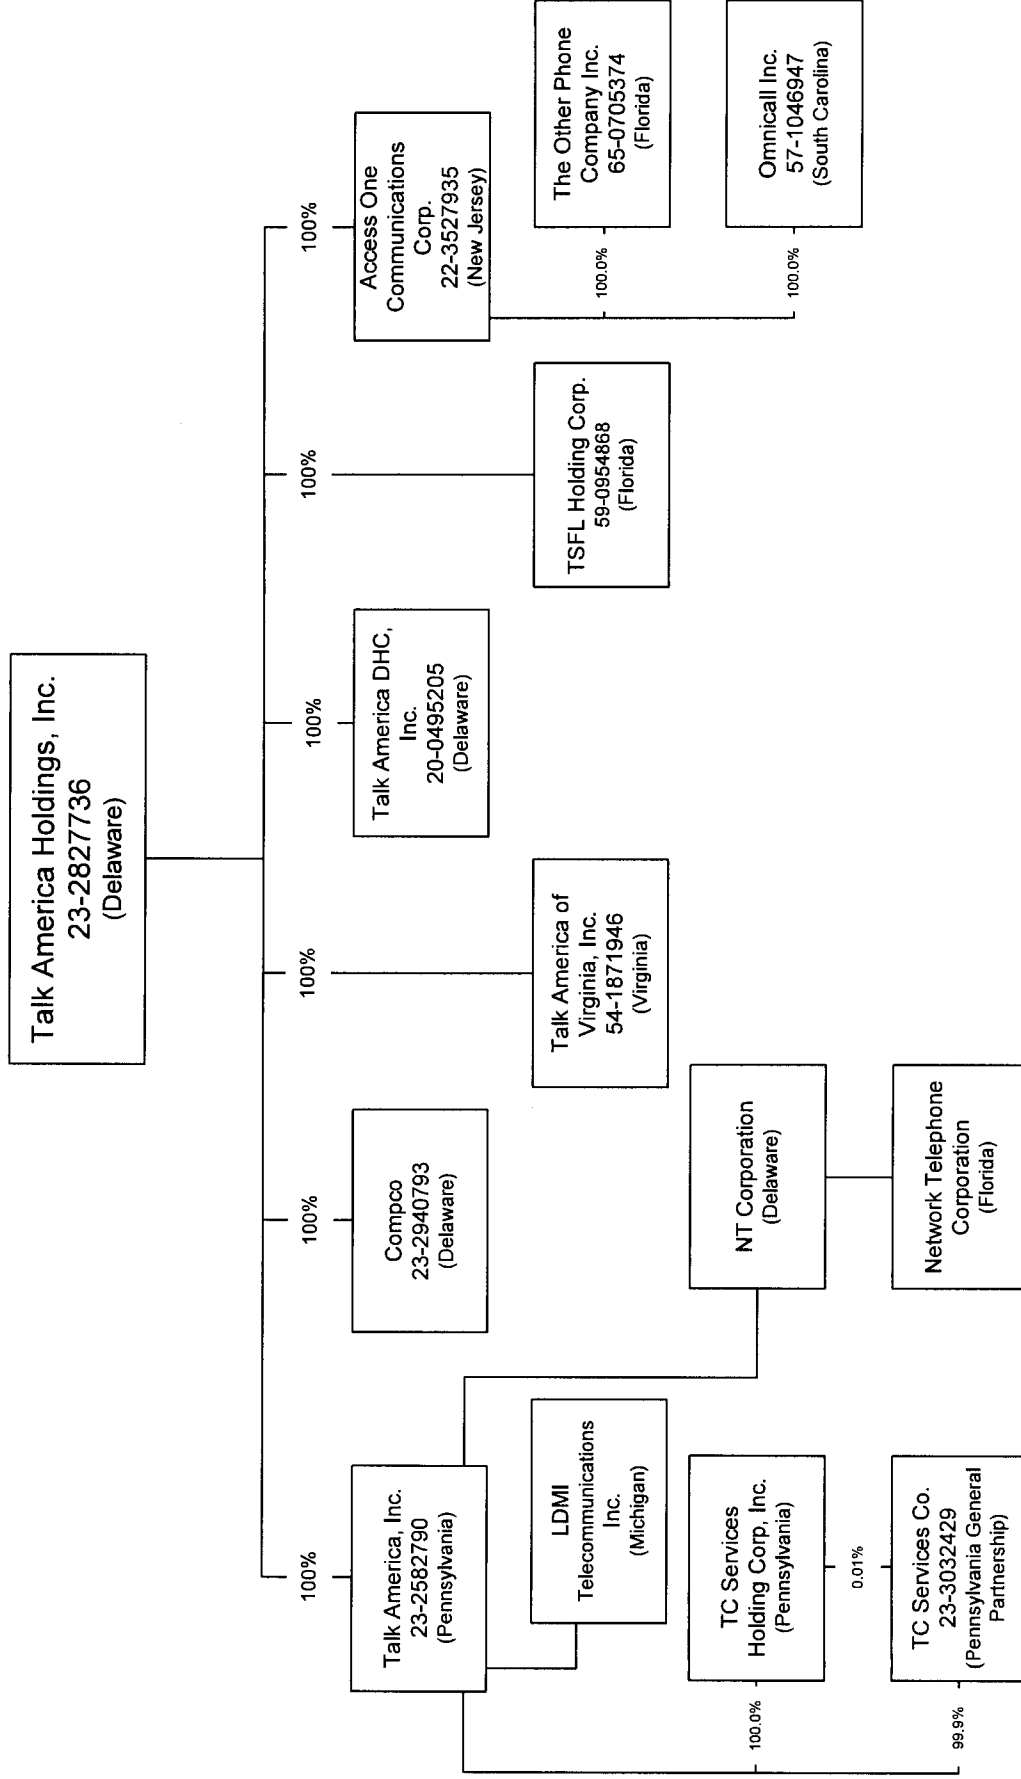 Talk America Holdings, Inc.
23-2827736
(Delaware)
100%
100%
100%
100%
100%
100%
Talk America, Inc.
23-2582790
(Pennsylvania)
Compco
23-2940793
(Delaware)
Talk America of
Virginia, Inc.
54-1871946
(Virginia)
Talk America DHC,
Inc.
20-0495205
(Delaware)
TSFL Holding Corp.
59-0954868
(Florida)
Access One
Communications
Corp.
22-3527935
(New Jersey)
LDMI
Telecommunications
Inc.
(Michigan)
100.0%
The Other Phone
Company Inc.
65-0705374
(Florida)
100.0%
TC Services
Holding Corp, Inc.
(Pennsylvania)
NT Corporation
(Delaware)
100.0%
Omnicall Inc.
57-1046947
(South Carolina)
0.01%
99.9%
TC Services Co.
23-3032429
(Pennsylvania General
Partnership)
Network Telephone
Corporation
(Florida)